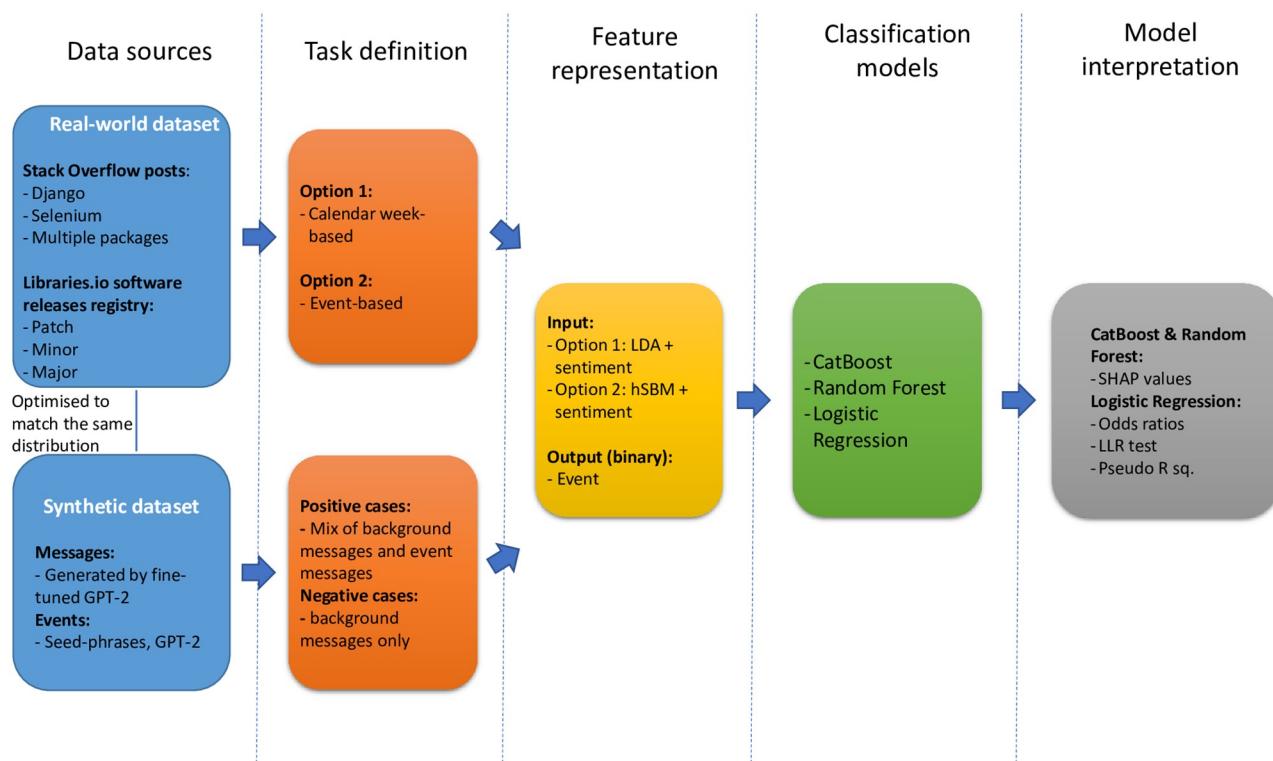 Data sources
Task definition
Feature
representation
Classification
models
Model
interpretation
Real-world dataset
Stack Overflow posts:
- Django
- Selenium
- Multiple packages
Libraries.io software
releases registry:
- Patch
- Minor
- Major
Optimised to
match the same
distribution
Synthetic dataset
Messages:
- Generated by fine-
tuned GPT-2
Events:
- Seed-phrases, GPT-2
Option 1:
- Calendar week-
based
Option 2:
- Event-based
Positive cases:
- Mix of background
messages and event
messages
Negative cases:
- background
messages only
Input:
- Option 1: LDA +
sentiment
- Option 2: hSBM +
sentiment
Output (binary):
- Event
- CatBoost
- Random Forest
- Logistic
Regression
CatBoost & Random
Forest:
- SHAP values
Logistic Regression:
- Odds ratios
- LLR test
- Pseudo R sq.